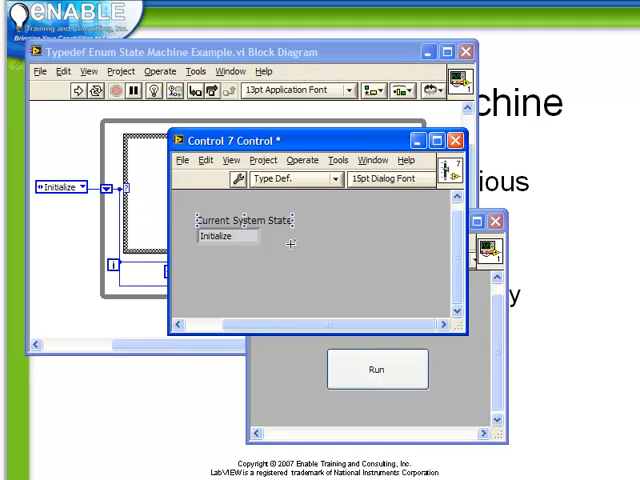 ENABLE
Training and Consulting, Inc.
Typedef Enum State Machine Example.vi Block Diagram
File Edit View Project Operate Tools Window Help
13pt Application Font
1
chine
Initialize
?
i
Control 7 Control *
File Edit View Project Operate Tools Window Help
7
Type Def.
15pt Dialog Font
Current System State
Initialize
ious
1
y
Run
Copyright © 2007 Enable Training and Consulting, Inc.
LabVIEW is a registered trademark of National Instruments Corporation